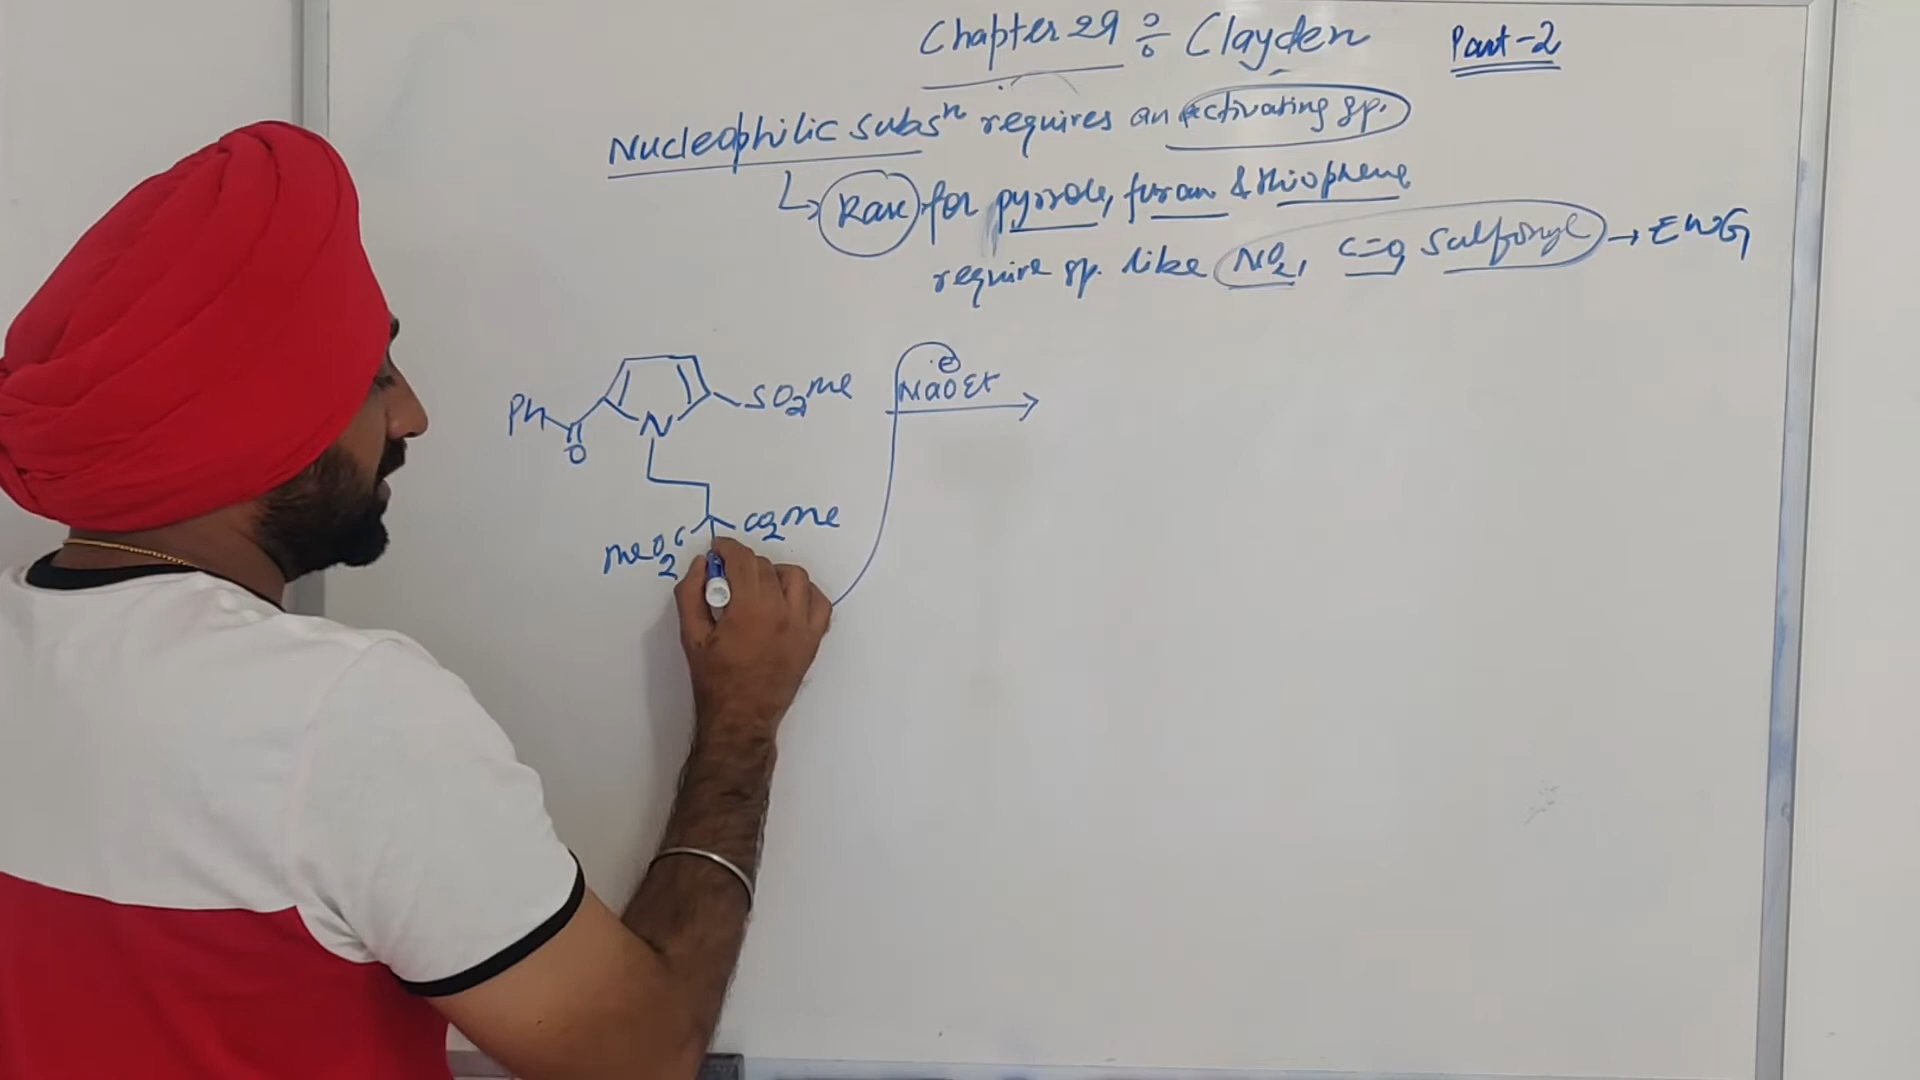 Chapter 29 ÷ Clayden Part-2
Nucleophilic subsⁿ requires an activating gp.
↳ Rare for pyrrole, furan & thiophene
require gp. like NO₂, C=O, Sulfonyl → EWG
⊖
Ph N SO₂Me NaOEt
O
MeO₂C CO₂Me